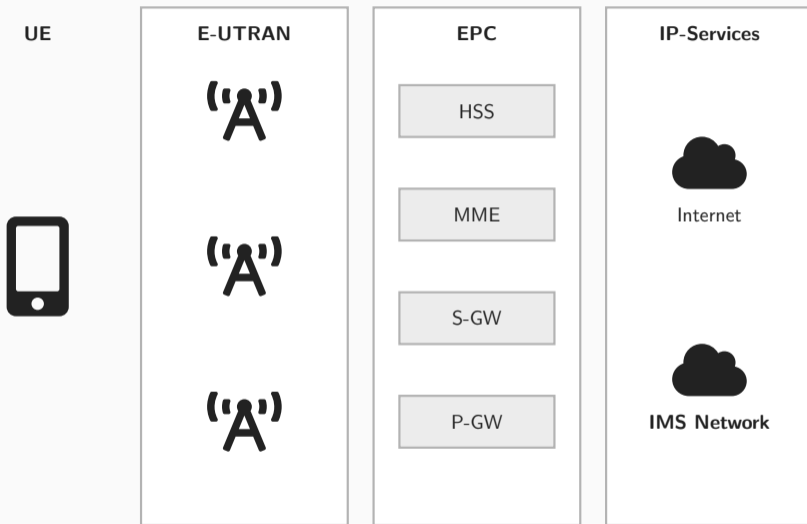 UE
E-UTRAN
EPC
HSS
MME
S-GW
P-GW
IP-Services
Internet
IMS Network